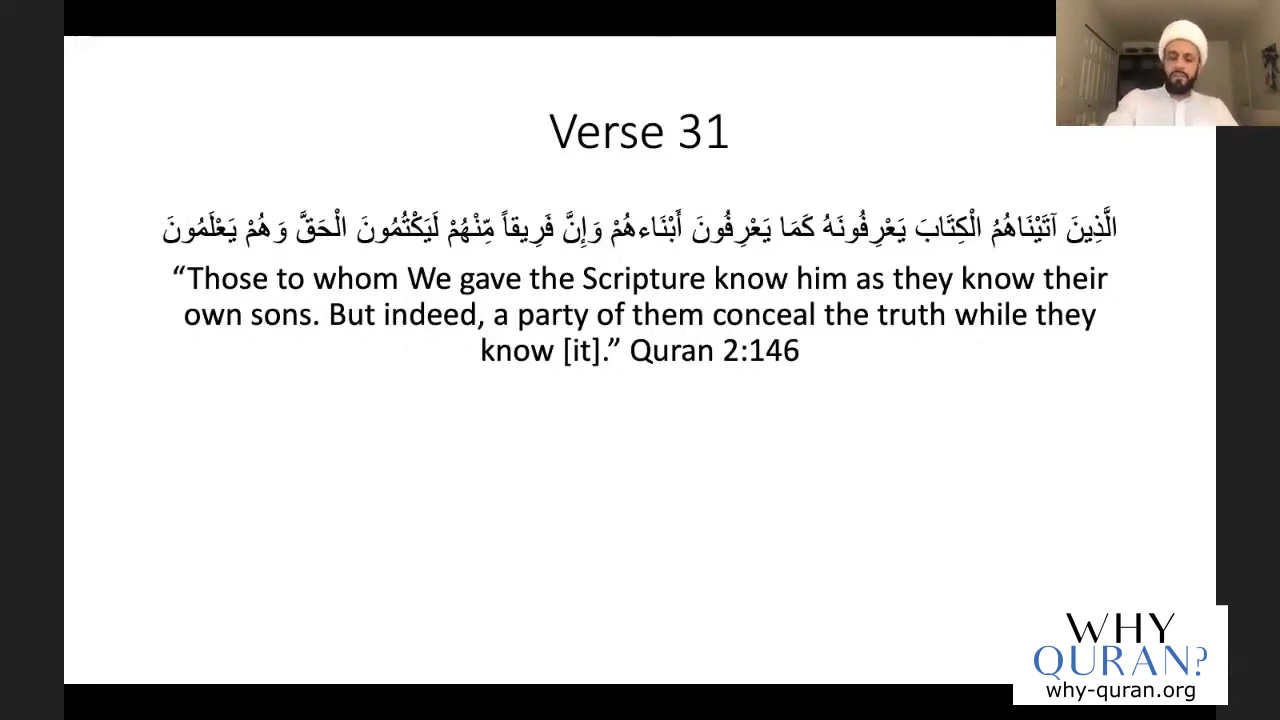 Verse 31
الَّذِينَ آتَيْنَاهُمُ الْكِتَابَ يَعْرِفُونَهُ كَمَا يَعْرِفُونَ أَبْنَاءهُمْ وَإِنَّ فَرِيقاً مِّنْهُمْ لَيَكْتُمُونَ الْحَقَّ وَهُمْ يَعْلَمُونَ
“Those to whom We gave the Scripture know him as they know their
own sons. But indeed, a party of them conceal the truth while they
know [it].” Quran 2:146
WHY
QURAN?
why-quran.org